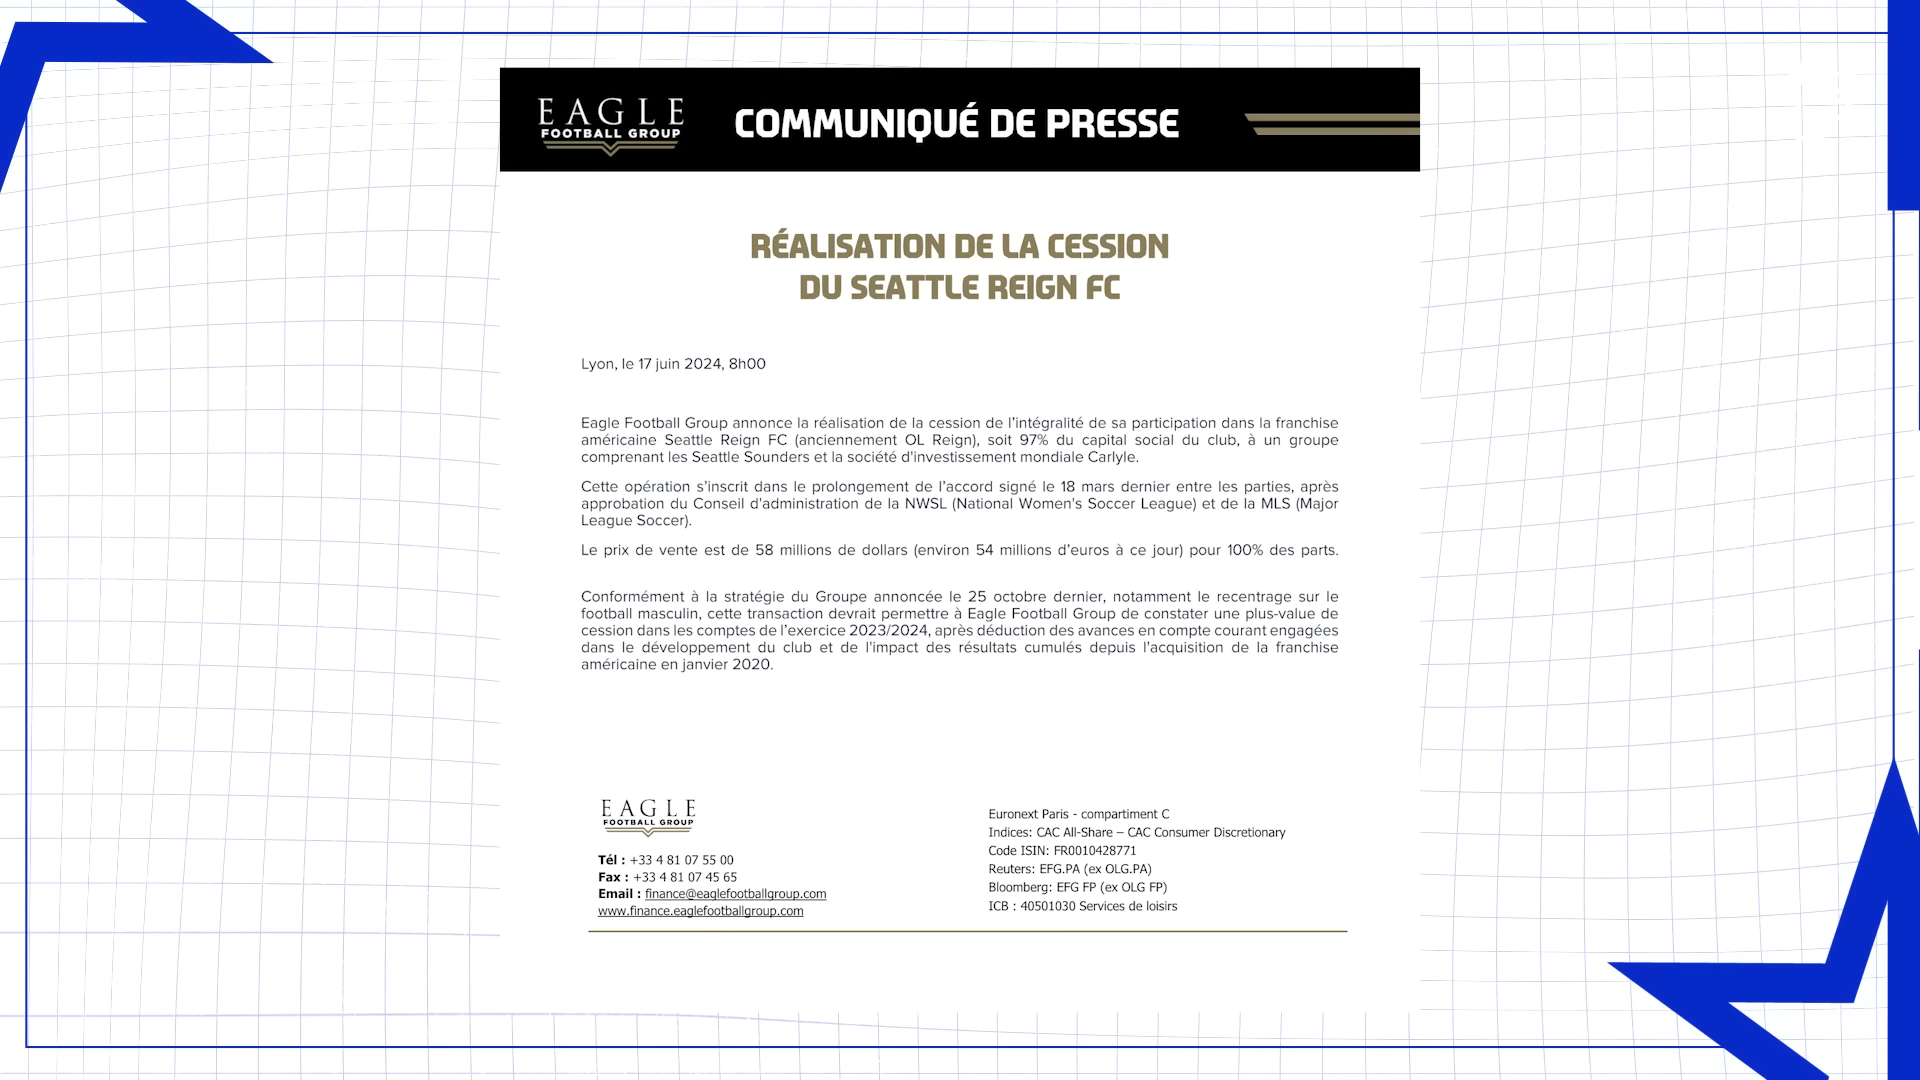 EAGLE
FOOTBALL GROUP
COMMUNIQUÉ DE PRESSE
RÉALISATION DE LA CESSION
DU SEATTLE REIGN FC
Lyon, le 17 juin 2024, 8h00
Eagle Football Group annonce la réalisation de la cession de l'intégralité de sa participation dans la franchise
américaine Seattle Reign FC (anciennement OL Reign), soit 97% du capital social du club, à un groupe
comprenant les Seattle Sounders et la société d'investissement mondiale Carlyle.
Cette opération s'inscrit dans le prolongement de l'accord signé le 18 mars dernier entre les parties, après
approbation du Conseil d'administration de la NWSL (National Women's Soccer League) et de la MLS (Major
League Soccer).
Le prix de vente est de 58 millions de dollars (environ 54 millions d'euros à ce jour) pour 100% des parts.
Conformément à la stratégie du Groupe annoncée le 25 octobre dernier, notamment le recentrage sur le
football masculin, cette transaction devrait permettre à Eagle Football Group de constater une plus-value de
cession dans les comptes de l'exercice 2023/2024, après déduction des avances en compte courant engagées
dans le développement du club et de l'impact des résultats cumulés depuis l'acquisition de la franchise
américaine en janvier 2020.
EAGLE
FOOTBALL GROUP
Tél : +33 4 81 07 55 00
Fax : +33 4 81 07 45 65
Email : finance@eaglefootballgroup.com
www.finance.eaglefootballgroup.com
Euronext Paris - compartiment C
Indices: CAC All-Share – CAC Consumer Discretionary
Code ISIN: FR0010428771
Reuters: EFG.PA (ex OLG.PA)
Bloomberg: EFG FP (ex OLG FP)
ICB : 40501030 Services de loisirs